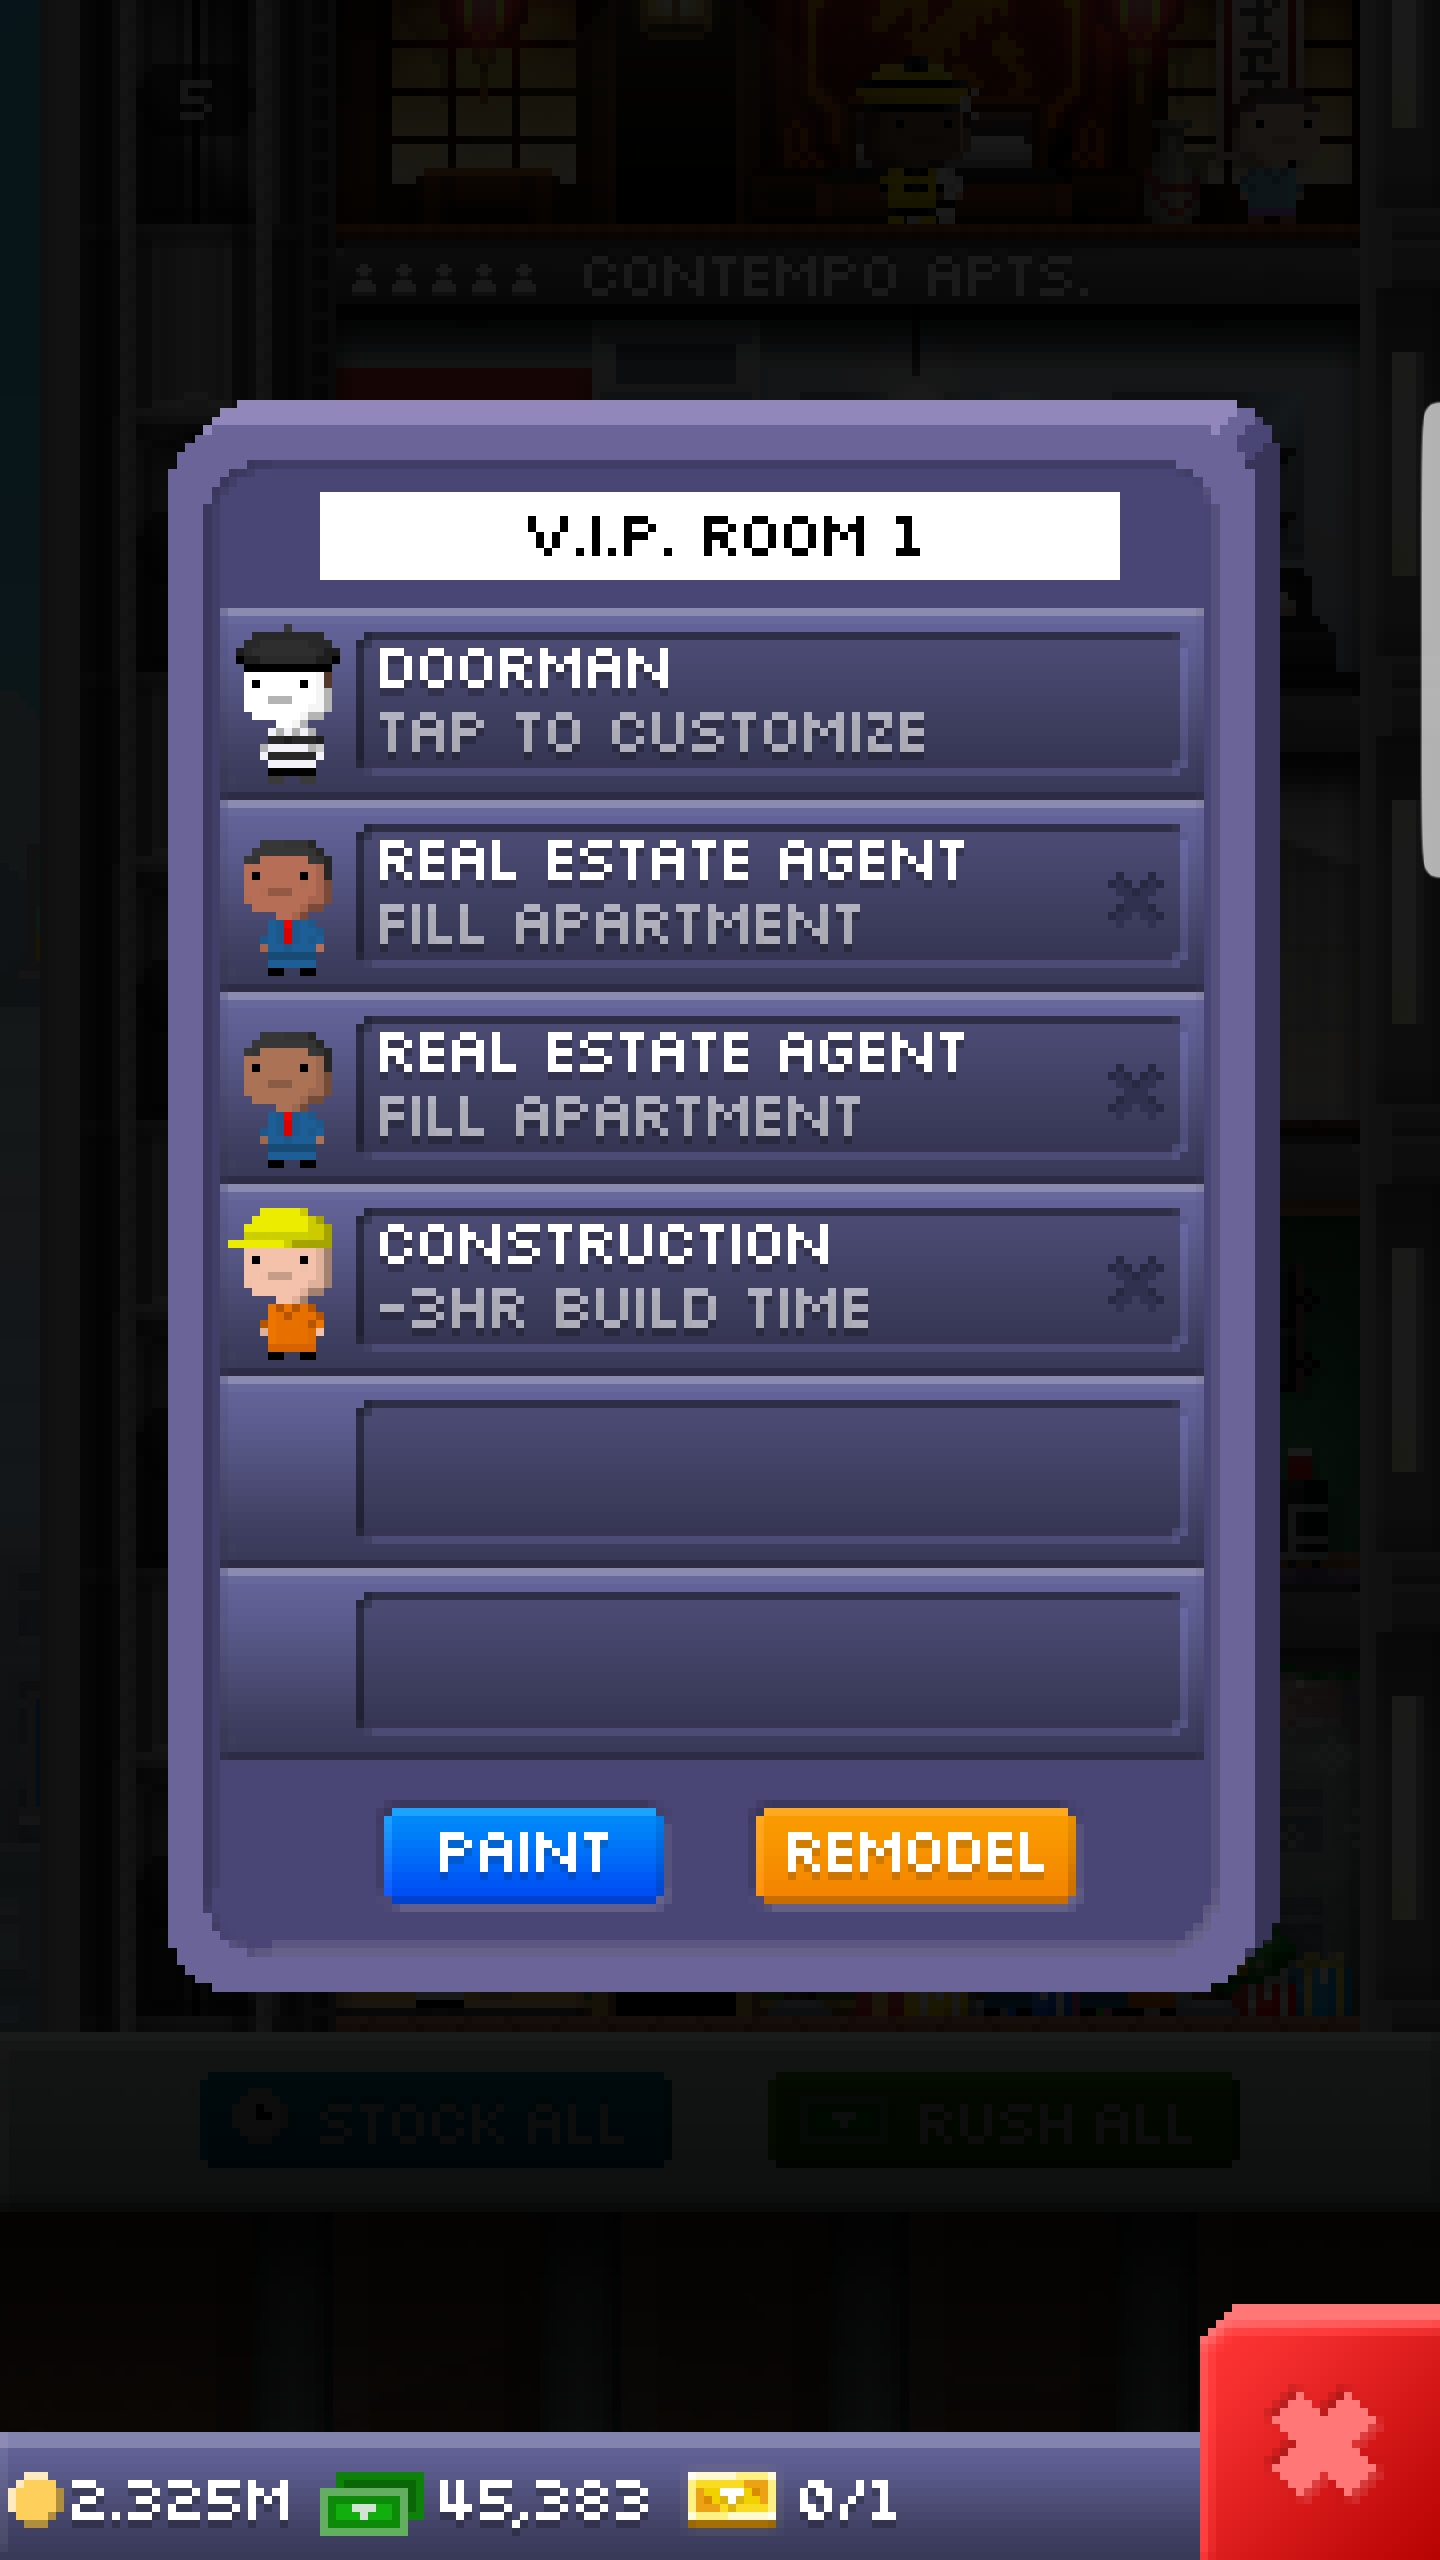 5
CONTEMPO APTS.
V.I.P. ROOM 1
DOORMAN
TAP TO CUSTOMIZE
REAL ESTATE AGENT
FILL APARTMENT
REAL ESTATE AGENT
FILL APARTMENT
CONSTRUCTION
-3HR BUILD TIME
PAINT REMODEL
STOCK ALL RUSH ALL
2.325M 45,383 0/1